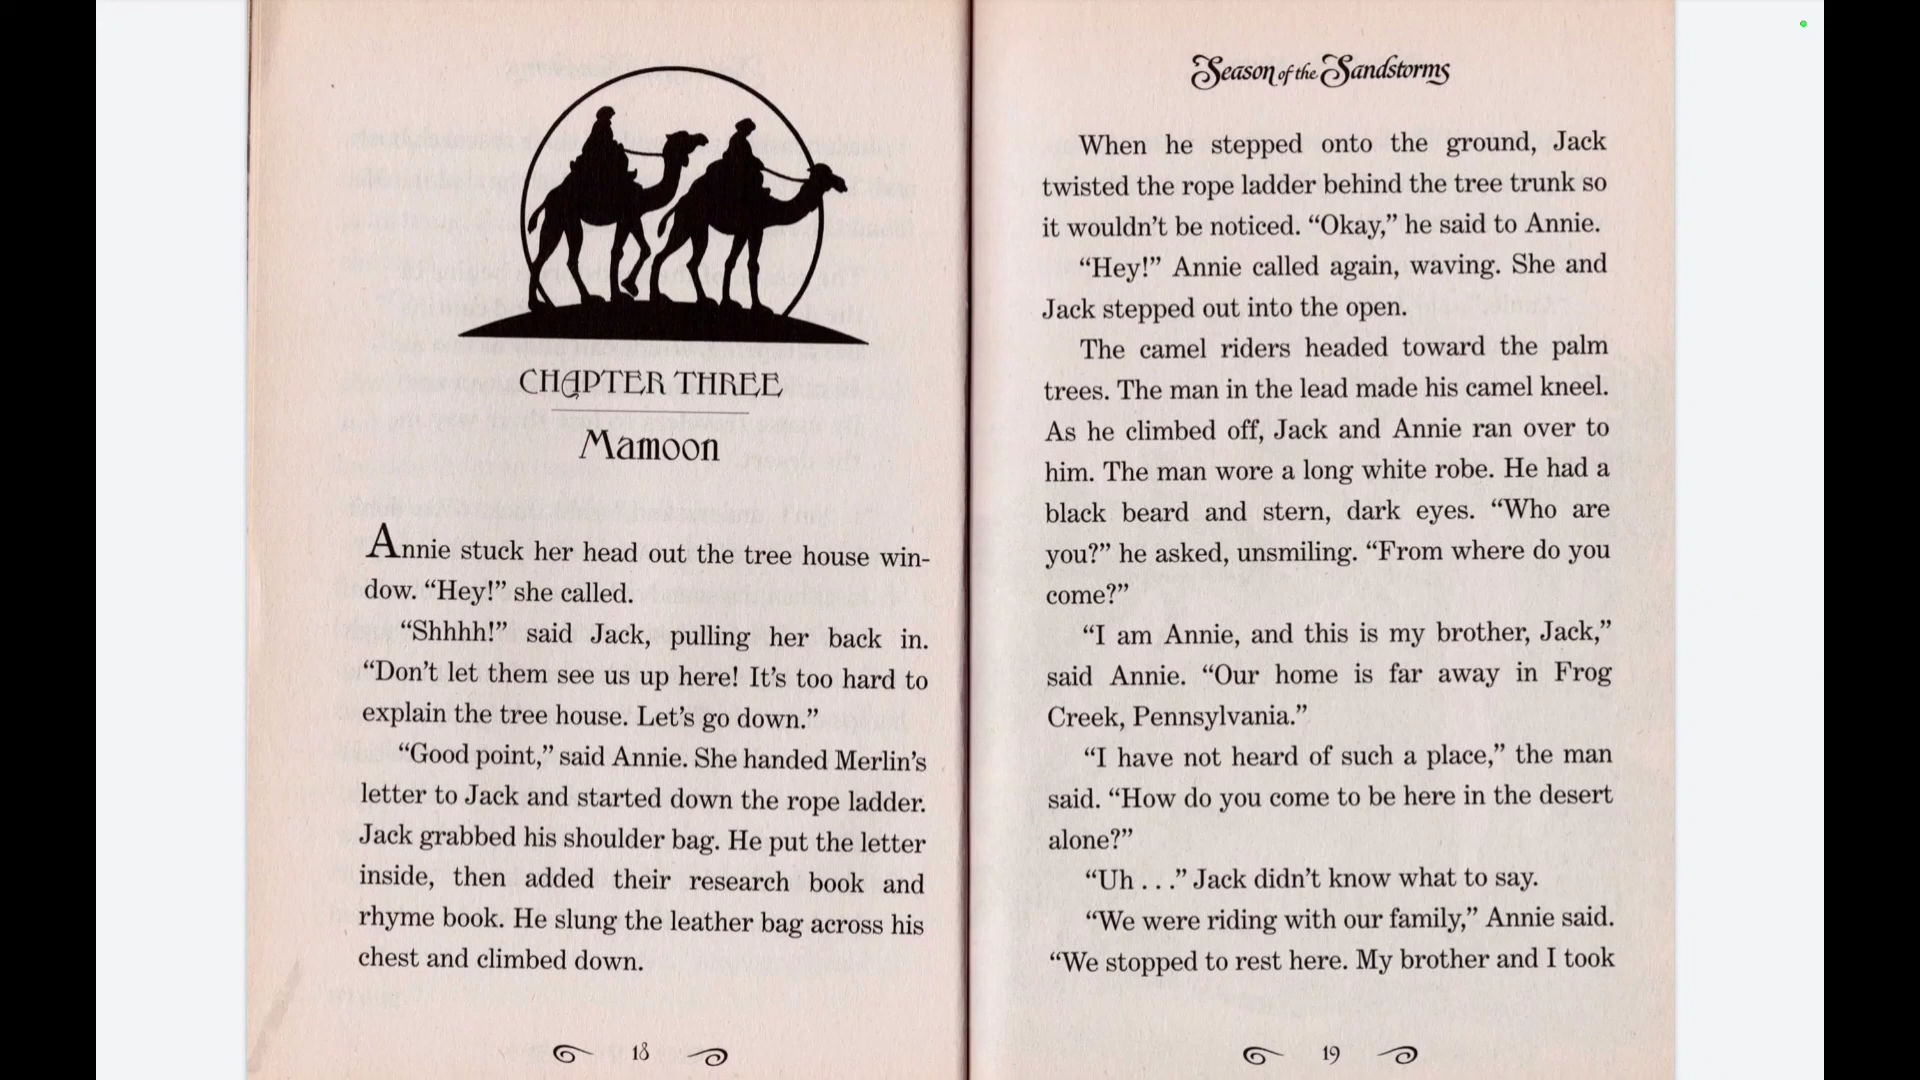 CHAPTER THREE
Mamoon
Annie stuck her head out the tree house win-
dow. “Hey!” she called.
“Shhhh!” said Jack, pulling her back in.
“Don’t let them see us up here! It’s too hard to
explain the tree house. Let’s go down.”
“Good point,” said Annie. She handed Merlin’s
letter to Jack and started down the rope ladder.
Jack grabbed his shoulder bag. He put the letter
inside, then added their research book and
rhyme book. He slung the leather bag across his
chest and climbed down.
18
Season of the Sandstorms
When he stepped onto the ground, Jack
twisted the rope ladder behind the tree trunk so
it wouldn’t be noticed. “Okay,” he said to Annie.
“Hey!” Annie called again, waving. She and
Jack stepped out into the open.
The camel riders headed toward the palm
trees. The man in the lead made his camel kneel.
As he climbed off, Jack and Annie ran over to
him. The man wore a long white robe. He had a
black beard and stern, dark eyes. “Who are
you?” he asked, unsmiling. “From where do you
come?”
“I am Annie, and this is my brother, Jack,”
said Annie. “Our home is far away in Frog
Creek, Pennsylvania.”
“I have not heard of such a place,” the man
said. “How do you come to be here in the desert
alone?”
“Uh . . .” Jack didn’t know what to say.
“We were riding with our family,” Annie said.
“We stopped to rest here. My brother and I took
19